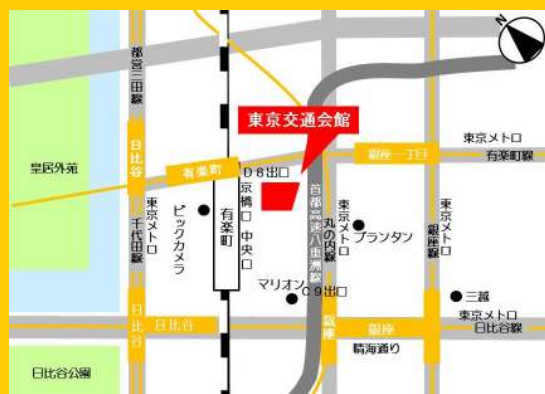 N
都営三田線
東京交通会館
日比谷
東京メトロ
有楽町線
銀座一丁目
皇居外苑
有楽町
D8出口
京橋口
中央口
首都高速八重洲線
東京メトロ
千代田線
ビックカメラ
有楽町
東京メトロ
丸の内線
プランタン
東京メトロ
銀座線
マリオン
C9出口
三越
日比谷
日比谷
銀座
銀座
東京メトロ
日比谷線
晴海通り
日比谷公園